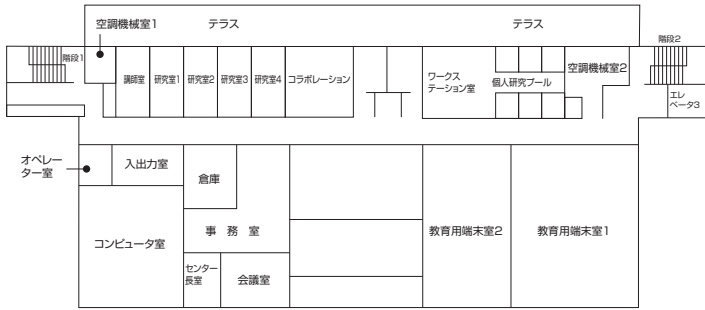 空調機械室1
テラス
テラス
階段2
階段1
講師室
研究室1
研究室2
研究室3
研究室4
コラボレーション
ワークス
テーション室
個人研究プール
空調機械室2
エレ
ベータ3
オペレー
ター室
入出力室
倉庫
コンピュータ室
事 務 室
教育用端末室2
教育用端末室1
センター
長室
会議室